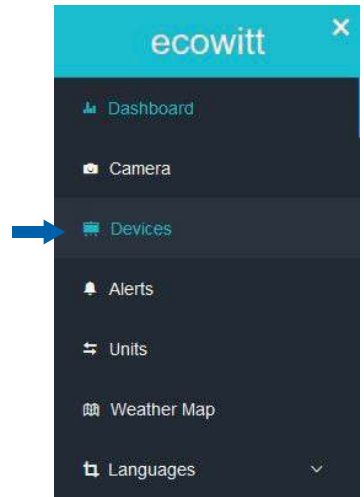 ecowitt
Dashboard
Camera
Devices
Alerts
Units
Weather Map
Languages